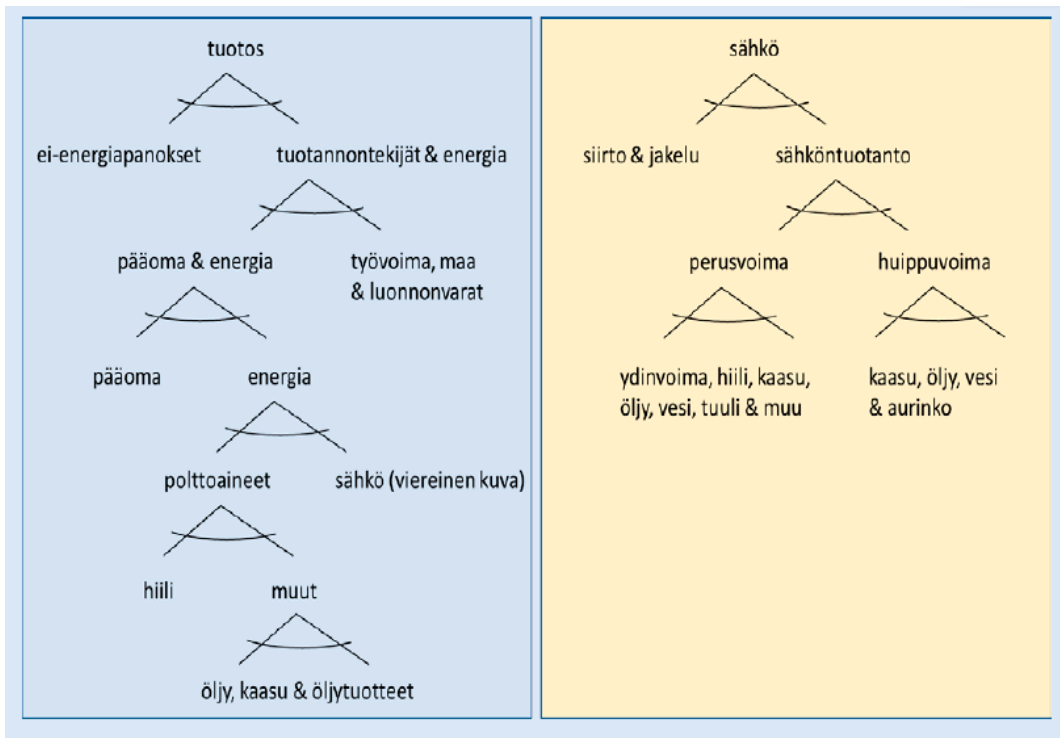 tuotos
ei-energiapanokset
tuotannontekijät & energia
pääoma & energia
työvoima, maa
& luonnonvarat
pääoma
energia
polttoaineet
sähkö (viereinen kuva)
hiili
muut
öljy, kaasu & öljytuotteet
sähkö
siirto & jakelu
sähköntuotanto
perusvoima
huippuvoima
ydinvoima, hiili, kaasu,
öljy, vesi, tuuli & muu
kaasu, öljy, vesi
& aurinko